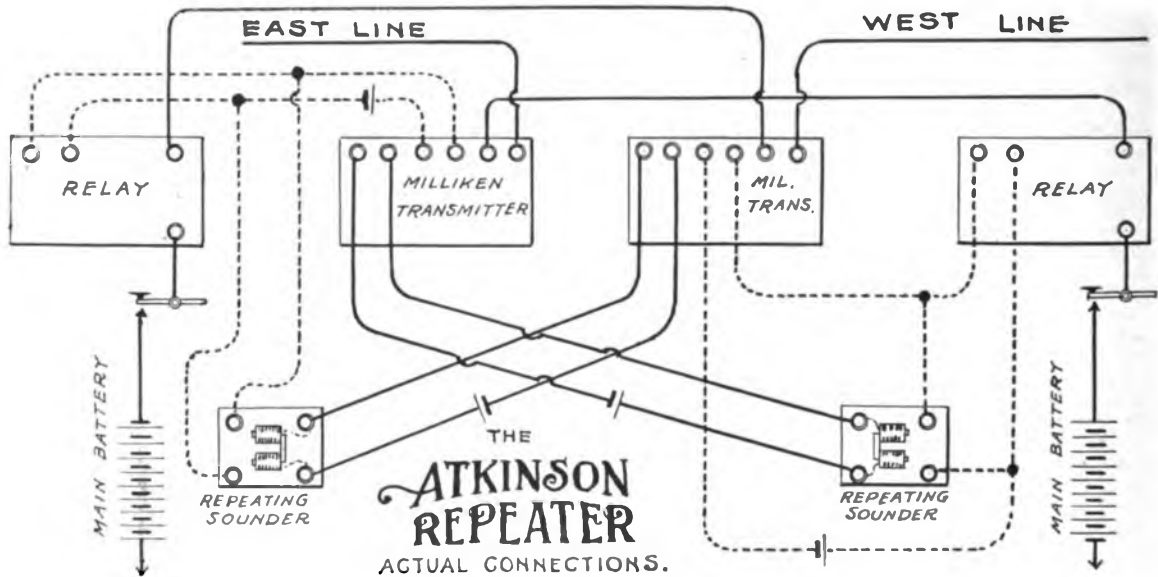 EAST LINE
WEST LINE
RELAY
MILLIKEN
TRANSMITTER
MIL.
TRANS.
RELAY
MAIN BATTERY
MAIN BATTERY
REPEATING
SOUNDER
THE
ATKINSON
REPEATER
ACTUAL CONNECTIONS.
REPEATING
SOUNDER